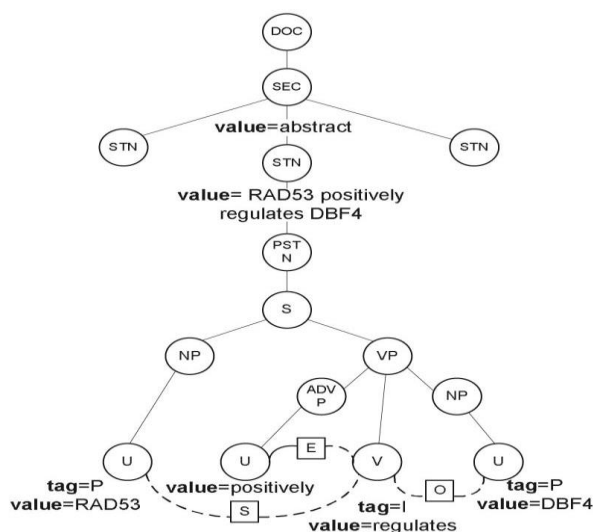 DOC
SEC
value=abstract
STN
STN
STN
value= RAD53 positively
regulates DBF4
PST
N
S
NP
VP
ADV
P
NP
U
U
E
V
U
tag=P
value=RAD53
value=positively
S
tag=I
value=regulates
O
tag=P
value=DBF4